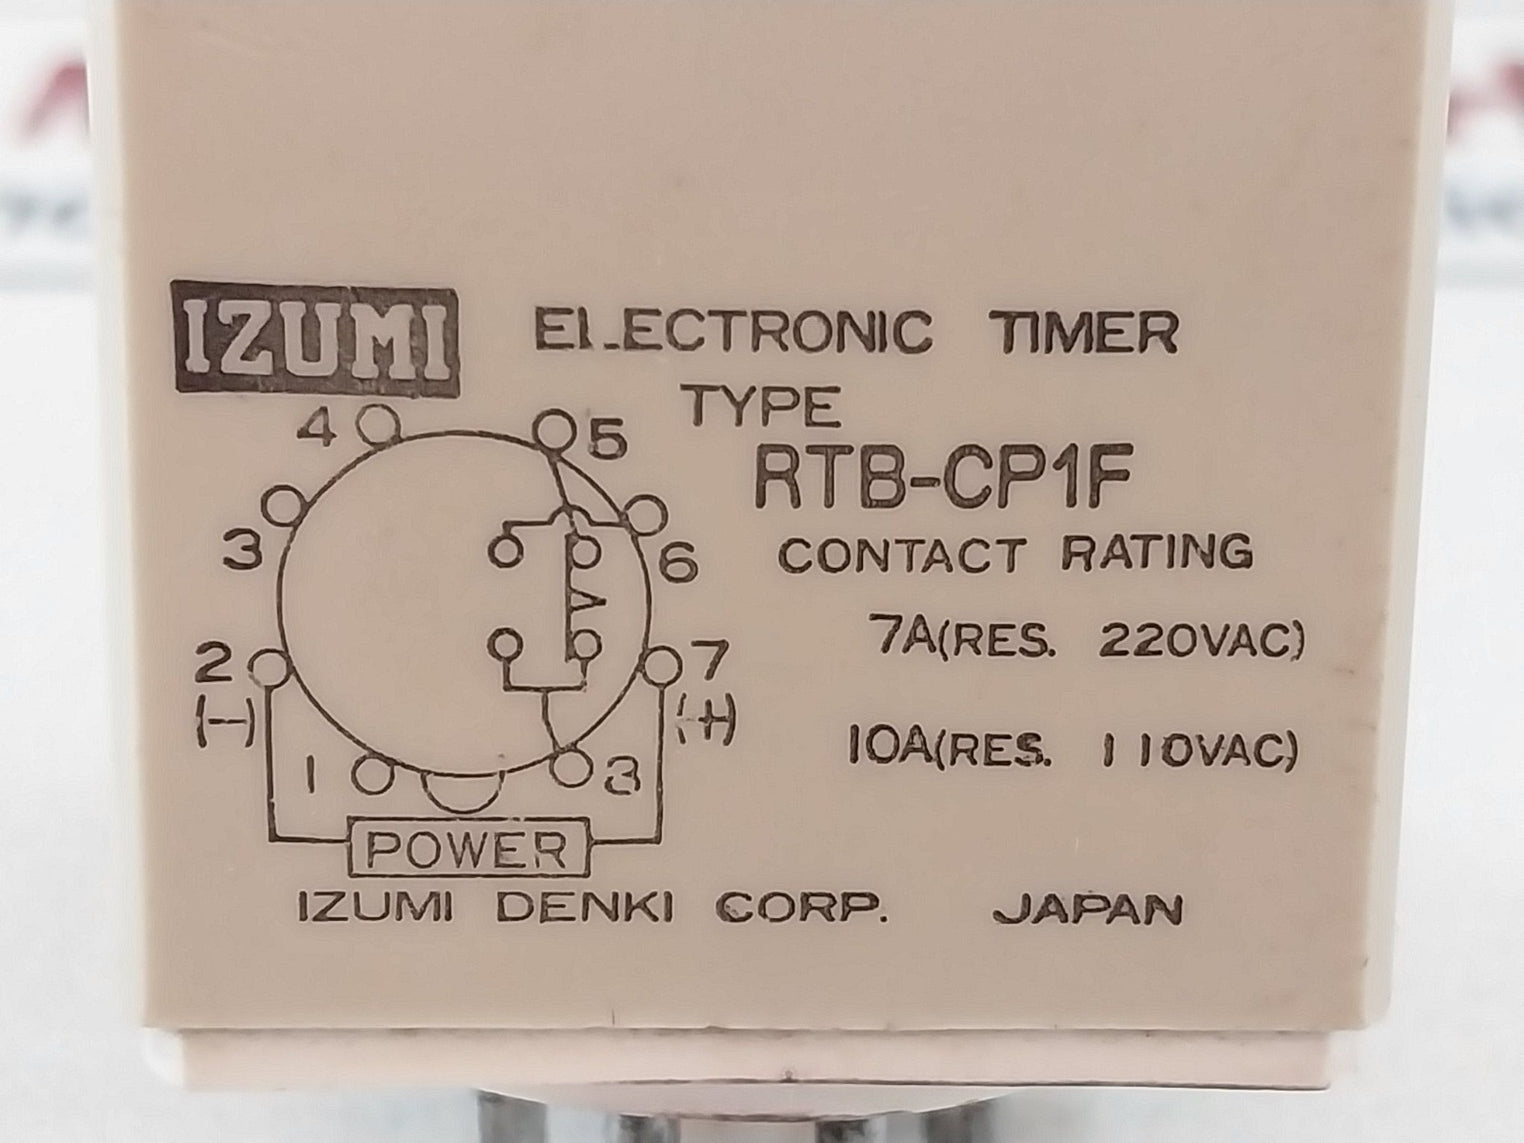 IZUMI ELECTRONIC TIMER
TYPE
RTB-CP1F
CONTACT RATING
7A(RES. 220VAC)
10A(RES. 110VAC)
4 5
3 6
2 7
(−) (+)
1 8
POWER
IZUMI DENKI CORP. JAPAN